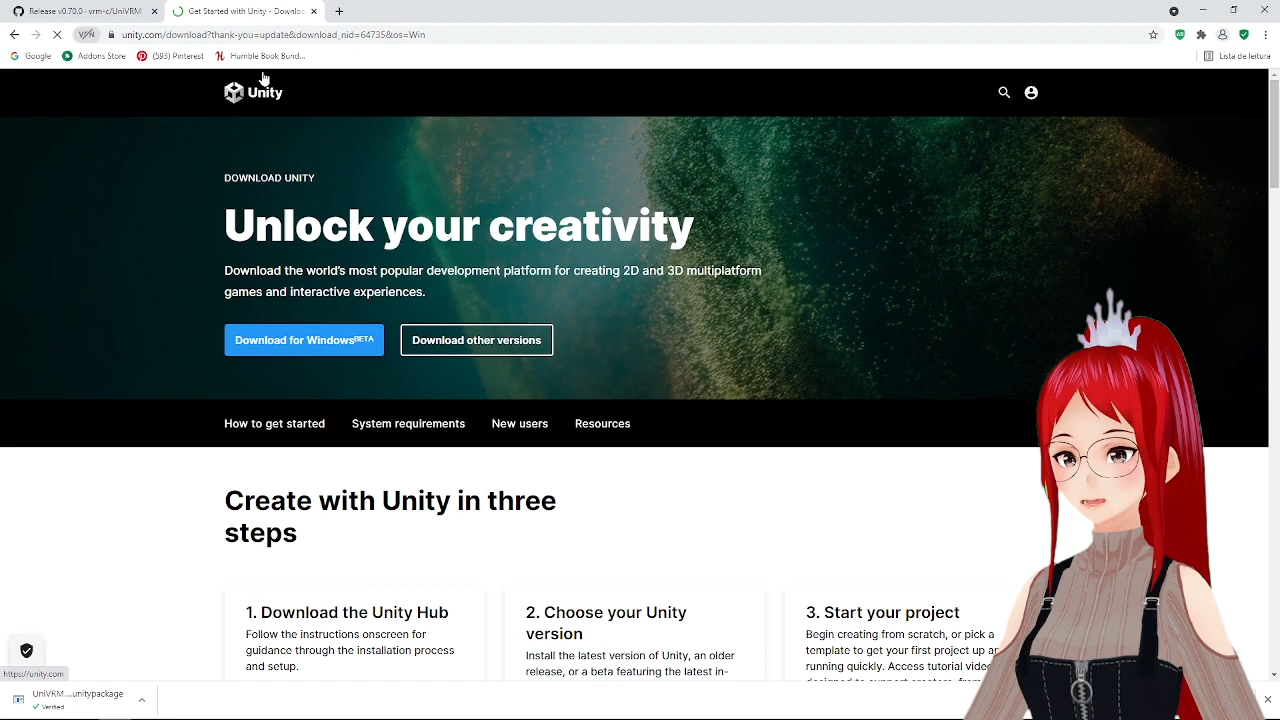 Release v0.70.0 · vrm-c/UniVRM
Get Started with Unity - Downlo
VPN
unity.com/download?thank-you=update&download_nid=64735&os=Win
Google
Addons Store
(593) Pinterest
Humble Book Bund...
Lista de leitura
Unity
DOWNLOAD UNITY
Unlock your creativity
Download the world's most popular development platform for creating 2D and 3D multiplatform
games and interactive experiences.
Download for WindowsBETA
Download other versions
How to get started
System requirements
New users
Resources
Create with Unity in three
steps
1. Download the Unity Hub
Follow the instructions onscreen for
guidance through the installation process
and setup.
2. Choose your Unity
version
Install the latest version of Unity, an older
release, or a beta featuring the latest in-
3. Start your project
Begin creating from scratch, or pick a
template to get your first project up an
running quickly. Access tutorial vide
https://unity.com
UniVRM....unitypackage
Verified